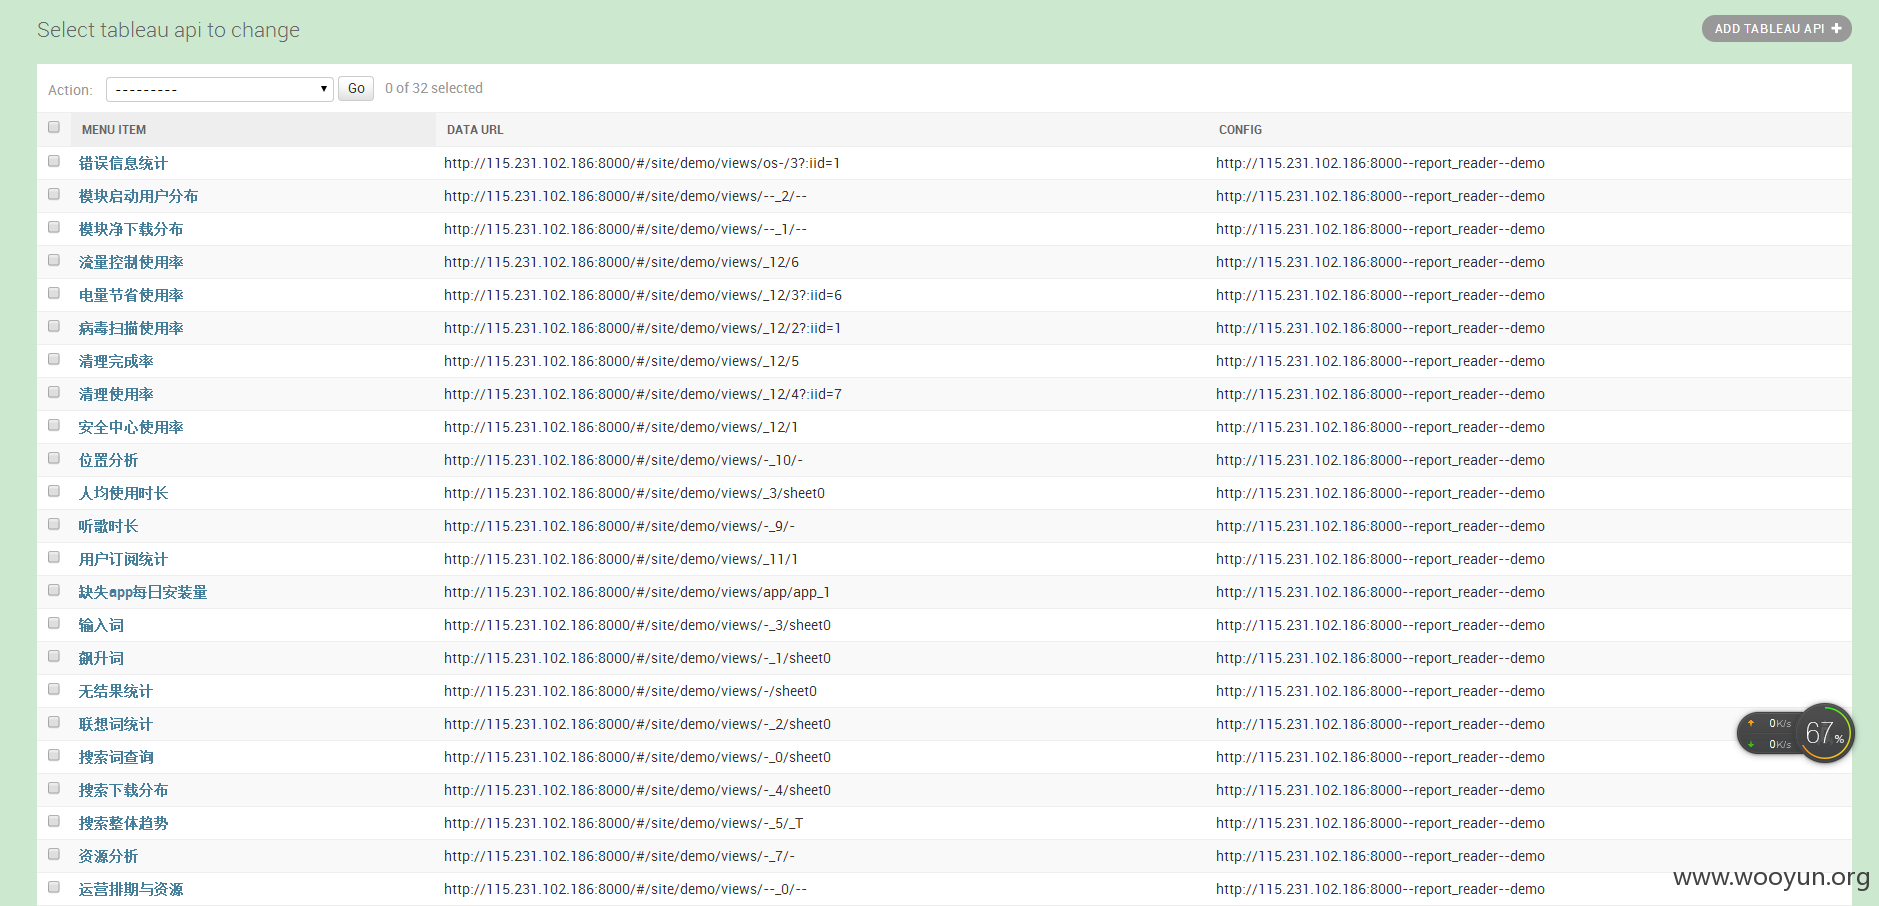 Select tableau api to change
ADD TABLEAU API +
Action: --------- Go 0 of 32 selected
MENU ITEM DATA URL CONFIG
错误信息统计 http://115.231.102.186:8000/#/site/demo/views/os-/3?:iid=1 http://115.231.102.186:8000--report_reader--demo
模块启动用户分布 http://115.231.102.186:8000/#/site/demo/views/--_2/-- http://115.231.102.186:8000--report_reader--demo
模块净下载分布 http://115.231.102.186:8000/#/site/demo/views/--_1/-- http://115.231.102.186:8000--report_reader--demo
流量控制使用率 http://115.231.102.186:8000/#/site/demo/views/_12/6 http://115.231.102.186:8000--report_reader--demo
电量节省使用率 http://115.231.102.186:8000/#/site/demo/views/_12/3?:iid=6 http://115.231.102.186:8000--report_reader--demo
病毒扫描使用率 http://115.231.102.186:8000/#/site/demo/views/_12/2?:iid=1 http://115.231.102.186:8000--report_reader--demo
清理完成率 http://115.231.102.186:8000/#/site/demo/views/_12/5 http://115.231.102.186:8000--report_reader--demo
清理使用率 http://115.231.102.186:8000/#/site/demo/views/_12/4?:iid=7 http://115.231.102.186:8000--report_reader--demo
安全中心使用率 http://115.231.102.186:8000/#/site/demo/views/_12/1 http://115.231.102.186:8000--report_reader--demo
位置分析 http://115.231.102.186:8000/#/site/demo/views/-_10/- http://115.231.102.186:8000--report_reader--demo
人均使用时长 http://115.231.102.186:8000/#/site/demo/views/_3/sheet0 http://115.231.102.186:8000--report_reader--demo
听歌时长 http://115.231.102.186:8000/#/site/demo/views/-_9/- http://115.231.102.186:8000--report_reader--demo
用户订阅统计 http://115.231.102.186:8000/#/site/demo/views/_11/1 http://115.231.102.186:8000--report_reader--demo
缺失app每日安装量 http://115.231.102.186:8000/#/site/demo/views/app/app_1 http://115.231.102.186:8000--report_reader--demo
输入词 http://115.231.102.186:8000/#/site/demo/views/-_3/sheet0 http://115.231.102.186:8000--report_reader--demo
飙升词 http://115.231.102.186:8000/#/site/demo/views/-_1/sheet0 http://115.231.102.186:8000--report_reader--demo
无结果统计 http://115.231.102.186:8000/#/site/demo/views/-/sheet0 http://115.231.102.186:8000--report_reader--demo
联想词统计 http://115.231.102.186:8000/#/site/demo/views/-_2/sheet0 http://115.231.102.186:8000--report_reader--demo
搜索词查询 http://115.231.102.186:8000/#/site/demo/views/-_0/sheet0 http://115.231.102.186:8000--report_reader--demo
搜索下载分布 http://115.231.102.186:8000/#/site/demo/views/-_4/sheet0 http://115.231.102.186:8000--report_reader--demo
搜索整体趋势 http://115.231.102.186:8000/#/site/demo/views/-_5/_T http://115.231.102.186:8000--report_reader--demo
资源分析 http://115.231.102.186:8000/#/site/demo/views/-_7/- http://115.231.102.186:8000--report_reader--demo
运营排期与资源 http://115.231.102.186:8000/#/site/demo/views/--_0/-- http://115.231.102.186:8000--report_reader--demo
0K/s
0K/s
67%
www.wooyun.org